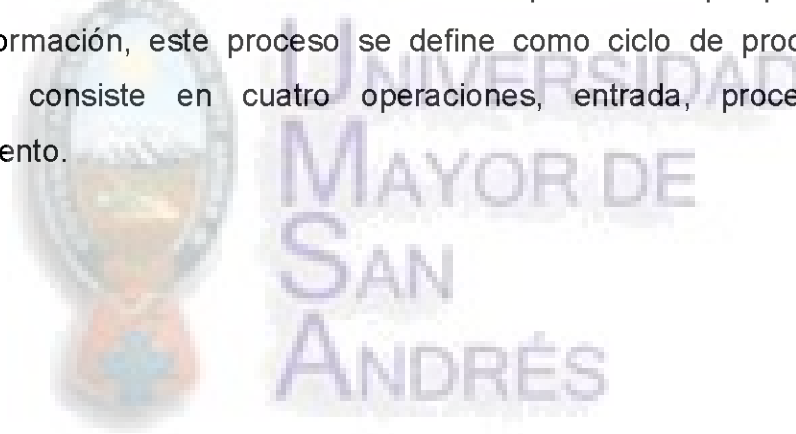 ormación, este proceso se define como ciclo de proc
consiste en cuatro operaciones, entrada, proce
ento.
UNIVERSIDAD
MAYOR DE
SAN
ANDRÉS